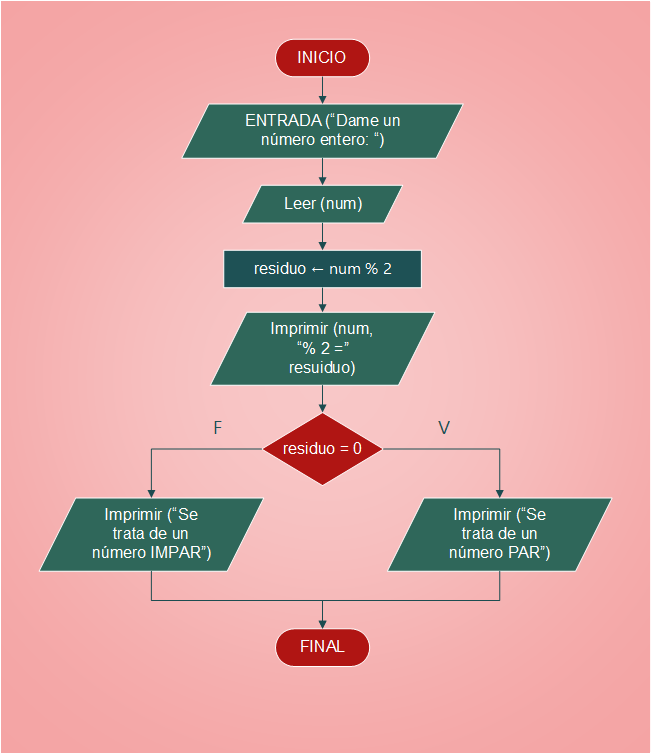 INICIO
ENTRADA (“Dame un
número entero: “)
Leer (num)
residuo ← num % 2
Imprimir (num,
“% 2 =”
resuiduo)
F
V
residuo = 0
Imprimir (“Se
trata de un
número IMPAR”)
Imprimir (“Se
trata de un
número PAR”)
FINAL